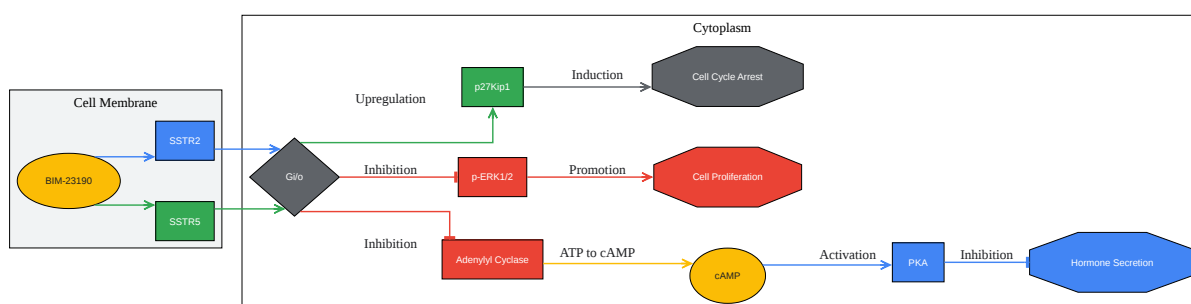 Cytoplasm
Cell Membrane
BIM-23190
SSTR2
SSTR5
Gi/o
Upregulation
p27Kip1
Induction
Cell Cycle Arrest
Inhibition
p-ERK1/2
Promotion
Cell Proliferation
Inhibition
Adenylyl Cyclase
ATP to cAMP
cAMP
Activation
PKA
Inhibition
Hormone Secretion